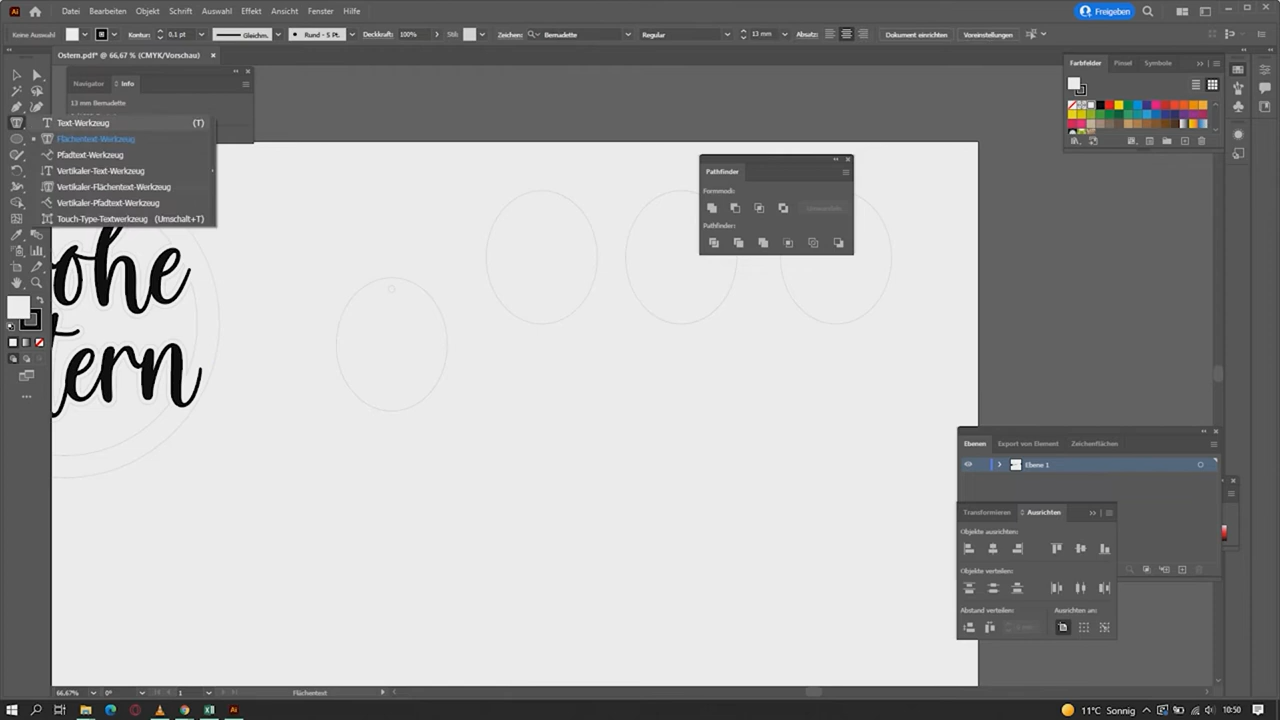 Datei Bearbeiten Objekt Schrift Auswahl Effekt Ansicht Fenster Hilfe Freigeben
Keine Auswahl Kontur: 0,1 pt Gleichm. Rund - 5 Pt. Deckkraft: 100% Stil: Zeichen: Bernadette Regular 13 mm Absatz: Dokument einrichten Voreinstellungen
Ostern.pdf* @ 66,67 % (CMYK/Vorschau)
Farbfelder Pinsel Symbole
Navigator Info
13 mm Bernadette
Text-Werkzeug (T)
Flächentext-Werkzeug
Pfadtext-Werkzeug
Vertikaler-Text-Werkzeug
Vertikaler-Flächentext-Werkzeug
Vertikaler-Pfadtext-Werkzeug
Touch-Type-Textwerkzeug (Umschalt+T)
Pathfinder
Formmodi:
Pathfinder:
ohe
tern
Ebenen Export von Element Zeichenflächen
Ebene 1
Transformieren Ausrichten
Objekte ausrichten:
Objekte verteilen:
Abstand verteilen: Ausrichten an:
66,67% 0° 1 Flächentext
11°C Sonnig 10:50